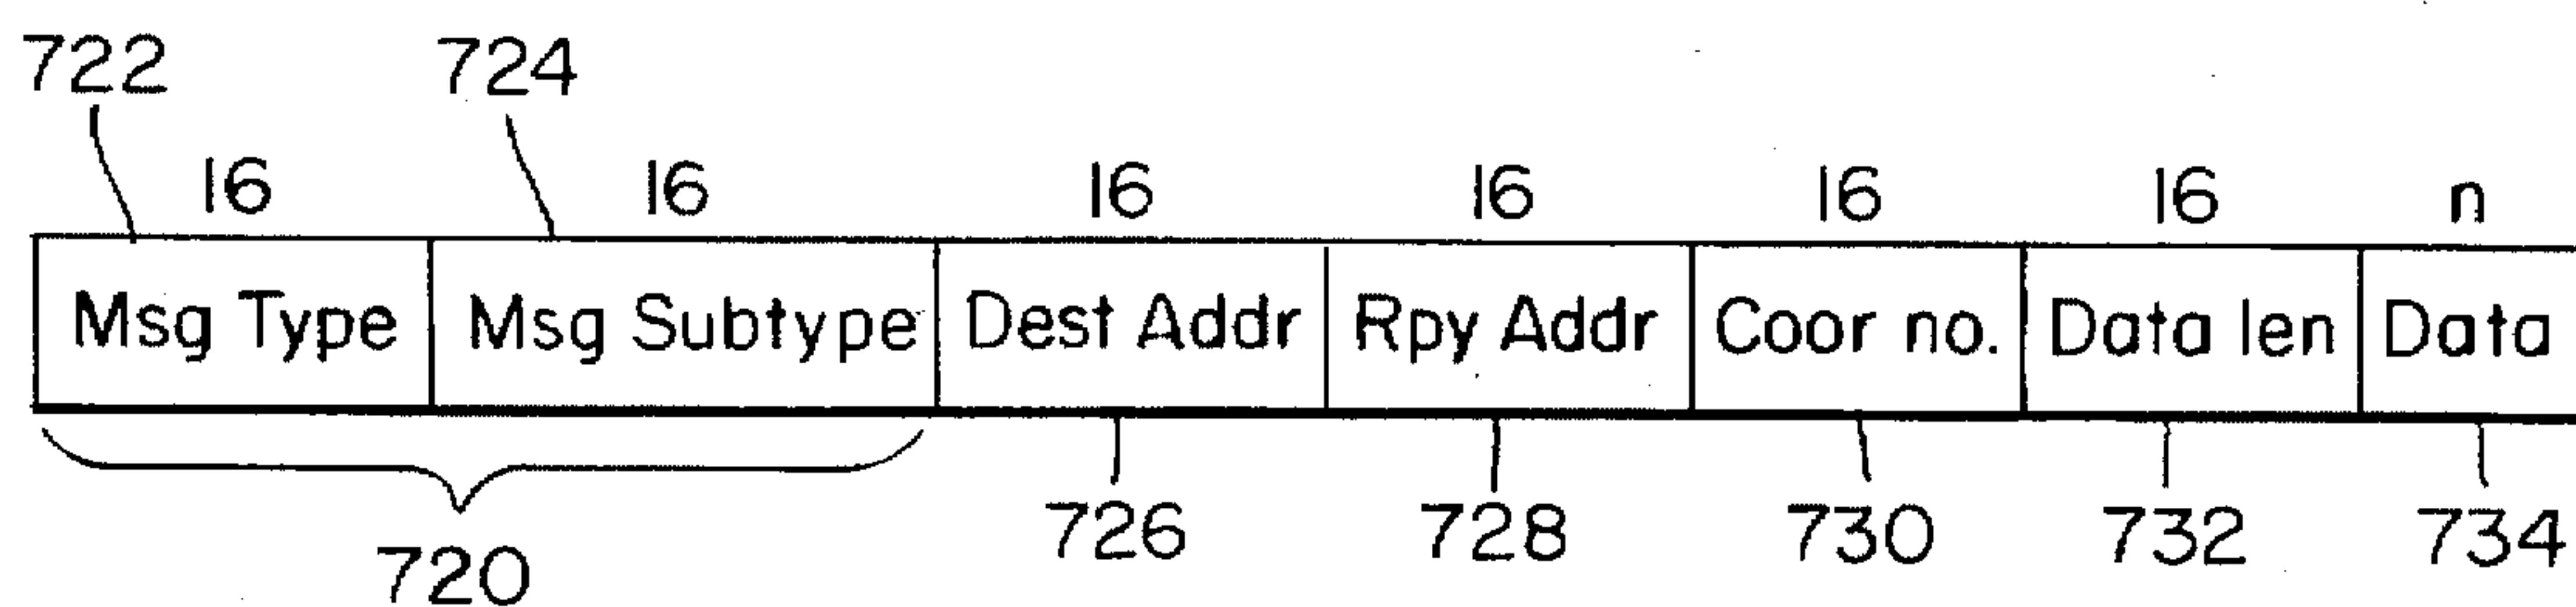 722 724
16 16 16 16 16 16 n
Msg Type Msg Subtype Dest Addr Rpy Addr Coor no. Data len Data
726 728 730 732 734
720